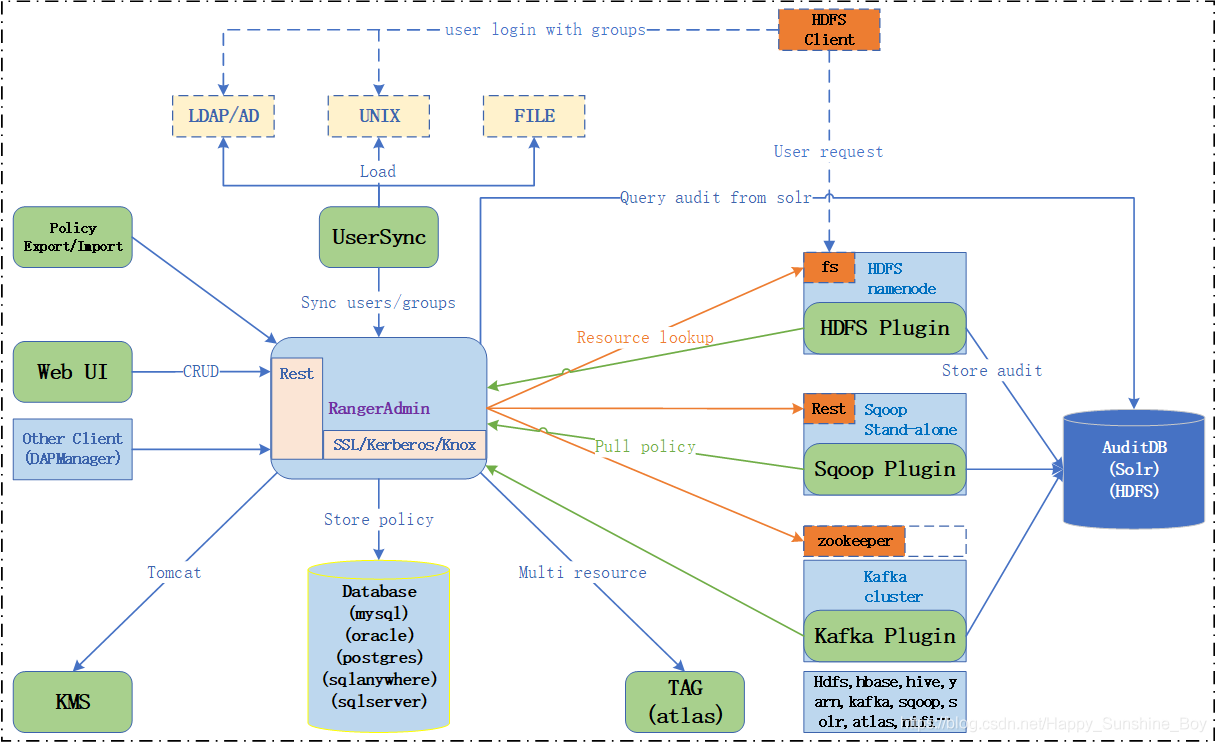 HDFS
Client
user login with groups
LDAP/AD
UNIX
FILE
User request
Load
Query audit from solr
Policy
Export/Import
UserSync
fs
HDFS
namenode
Sync users/groups
HDFS Plugin
Resource lookup
Store audit
Web UI
CRUD
Rest
RangerAdmin
SSL/Kerberos/Knox
Rest
Sqoop
Stand-alone
Other Client
(DAPManager)
Pull policy
Sqoop Plugin
AuditDB
(Solr)
(HDFS)
Store policy
zookeeper
Tomcat
Multi resource
Kafka
cluster
Database
(mysql)
(oracle)
(postgres)
(sqlanywhere)
(sqlserver)
Kafka Plugin
KMS
TAG
(atlas)
Hdfs,hbase,hive,y
arn,kafka,sqoop,s
olr,atlas,nifi…
http://blog.csdn.net/Happy_Sunshine_Boy